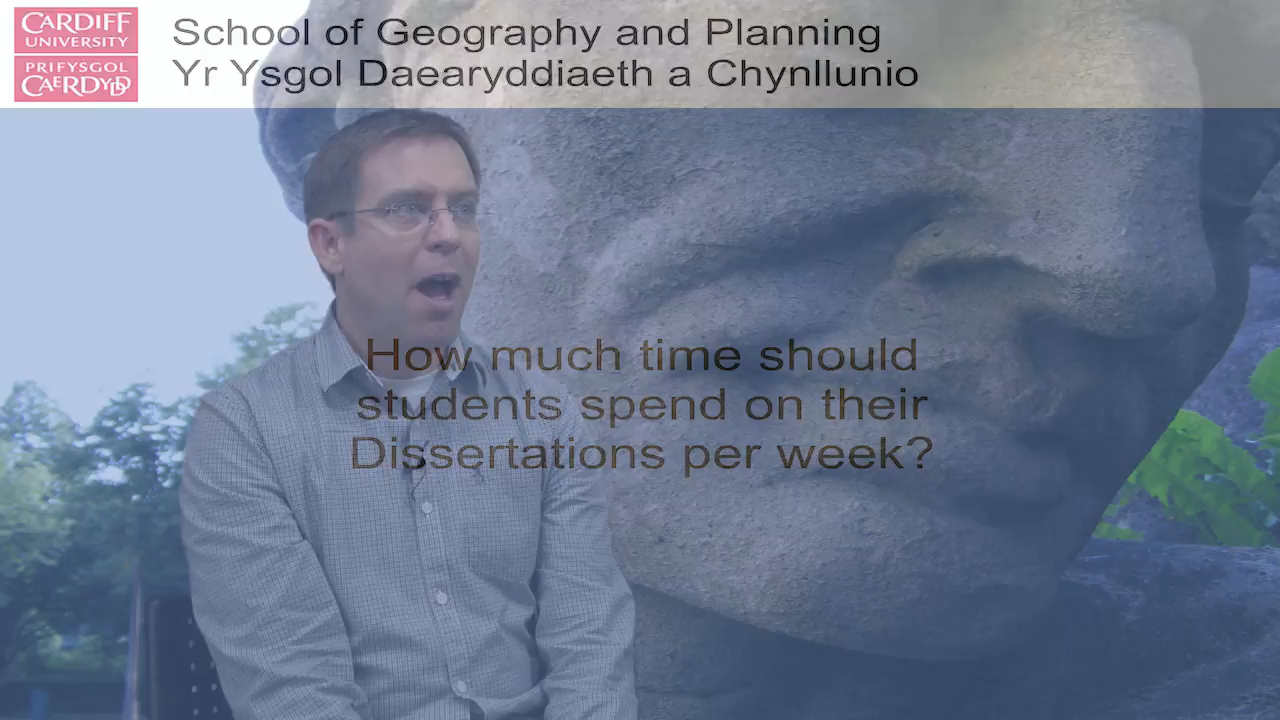 CARDIFF
UNIVERSITY
PRIFYSGOL
CAERDYDD
School of Geography and Planning
Yr Ysgol Daearyddiaeth a Chynllunio
How much time should
students spend on their
Dissertations per week?